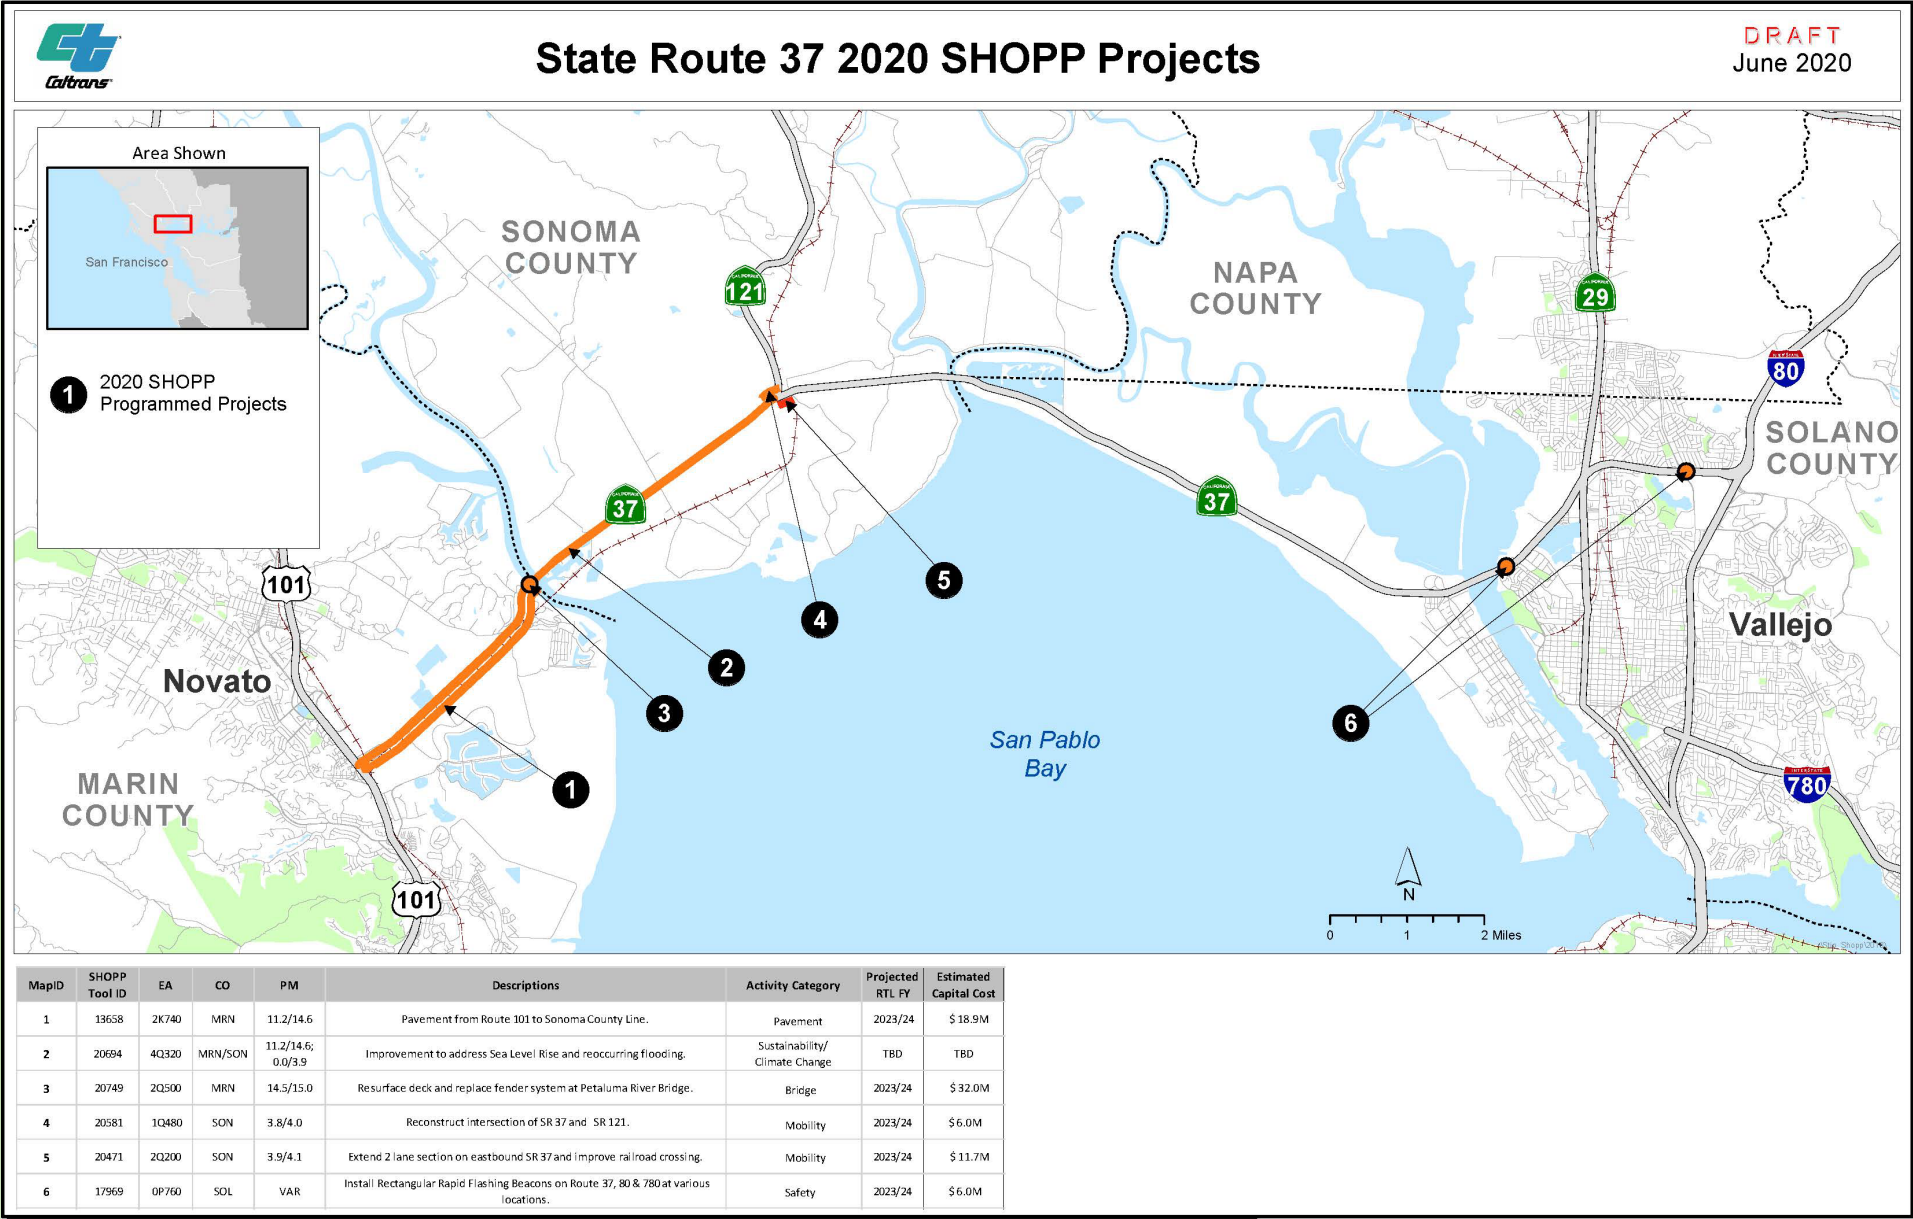 Caltrans
State Route 37 2020 SHOPP Projects
DRAFT
June 2020
Area Shown
San Francisco
1
2020 SHOPP
Programmed Projects
SONOMA
COUNTY
CALIFORNIA
121
NAPA
COUNTY
CALIFORNIA
29
80
SOLANO
COUNTY
CALIFORNIA
37
CALIFORNIA
37
101
Novato
MARIN
COUNTY
101
5
4
2
3
1
6
Vallejo
San Pablo
Bay
INTERSTATE
780
N
0 1 2 Miles
MapID SHOPP Tool ID EA CO PM Descriptions Activity Category Projected RTL FY Estimated Capital Cost
1 13658 2K740 MRN 11.2/14.6 Pavement from Route 101 to Sonoma County Line. Pavement 2023/24 $ 18.9M
2 20694 4Q320 MRN/SON 11.2/14.6; 0.0/3.9 Improvement to address Sea Level Rise and reoccurring flooding. Sustainability/ Climate Change TBD TBD
3 20749 2Q500 MRN 14.5/15.0 Resurface deck and replace fender system at Petaluma River Bridge. Bridge 2023/24 $ 32.0M
4 20581 1Q480 SON 3.8/4.0 Reconstruct intersection of SR 37 and SR 121. Mobility 2023/24 $ 6.0M
5 20471 2Q200 SON 3.9/4.1 Extend 2 lane section on eastbound SR 37 and improve railroad crossing. Mobility 2023/24 $ 11.7M
6 17969 0P760 SOL VAR Install Rectangular Rapid Flashing Beacons on Route 37, 80 & 780 at various locations. Safety 2023/24 $ 6.0M